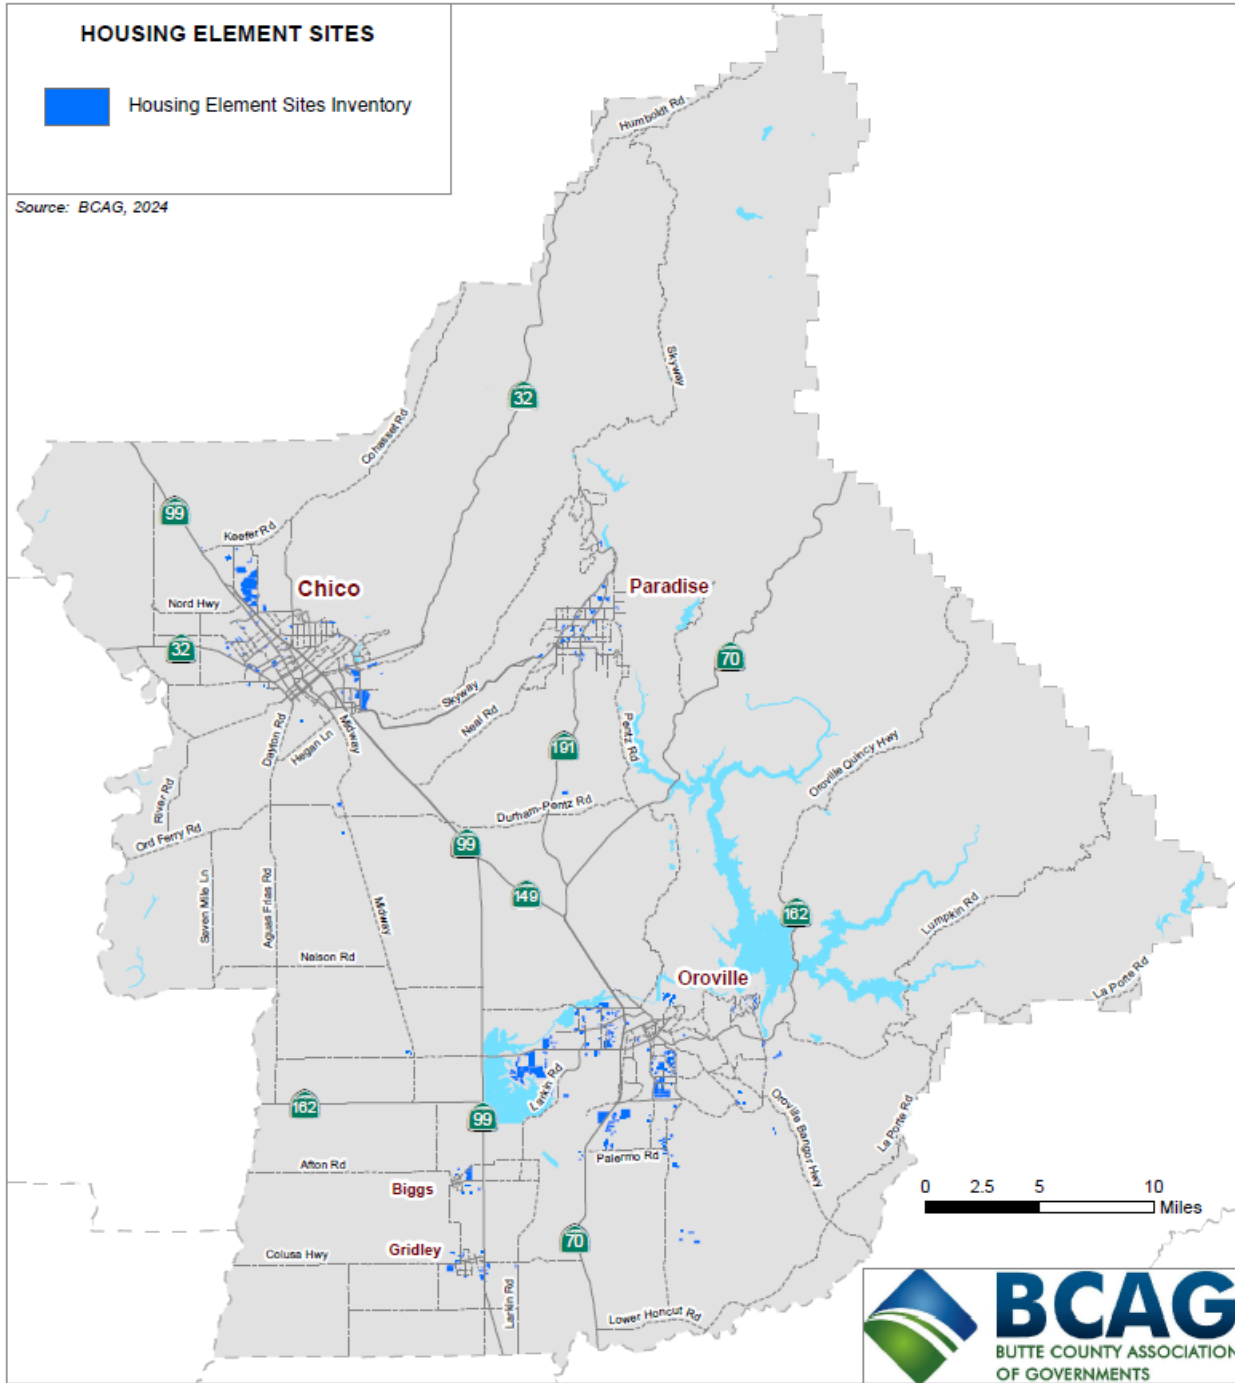 HOUSING ELEMENT SITES
Housing Element Sites Inventory
Source: BCAG, 2024
Humboldt Rd
Skyway
32
Cohasset Rd
99
Keefer Rd
Chico
Paradise
Nord Hwy
32
70
Skyway
Neal Rd
Dayton Rd
Hegan Ln
Midway
191
Pentz Rd
Oroville Quincy Hwy
River Rd
Durham-Pentz Rd
Ord Ferry Rd
99
Seven Mile Ln
Aguas Frias Rd
149
Midway
162
Lumpkin Rd
Nelson Rd
Oroville
La Porte Rd
Larkin Rd
162
99
Oroville Bangor Hwy
La Porte Rd
Afton Rd
Palermo Rd
Biggs
0 2.5 5 10
Miles
Gridley
Colusa Hwy
70
Larkin Rd
Lower Honcut Rd
BCAG
BUTTE COUNTY ASSOCIATION
OF GOVERNMENTS